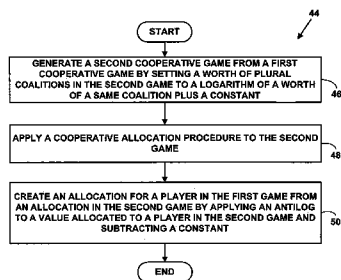 44
START
GENERATE A SECOND COOPERATIVE GAME FROM A FIRST
COOPERATIVE GAME BY SETTING A WORTH OF PLURAL
COALITIONS IN THE SECOND GAME TO A LOGARITHM OF A WORTH
OF A SAME COALITION PLUS A CONSTANT
46
APPLY A COOPERATIVE ALLOCATION PROCEDURE TO THE SECOND
GAME
48
CREATE AN ALLOCATION FOR A PLAYER IN THE FIRST GAME FROM
AN ALLOCATION IN THE SECOND GAME BY APPLYING AN ANTILOG
TO A VALUE ALLOCATED TO A PLAYER IN THE SECOND GAME AND
SUBTRACTING A CONSTANT
50
END